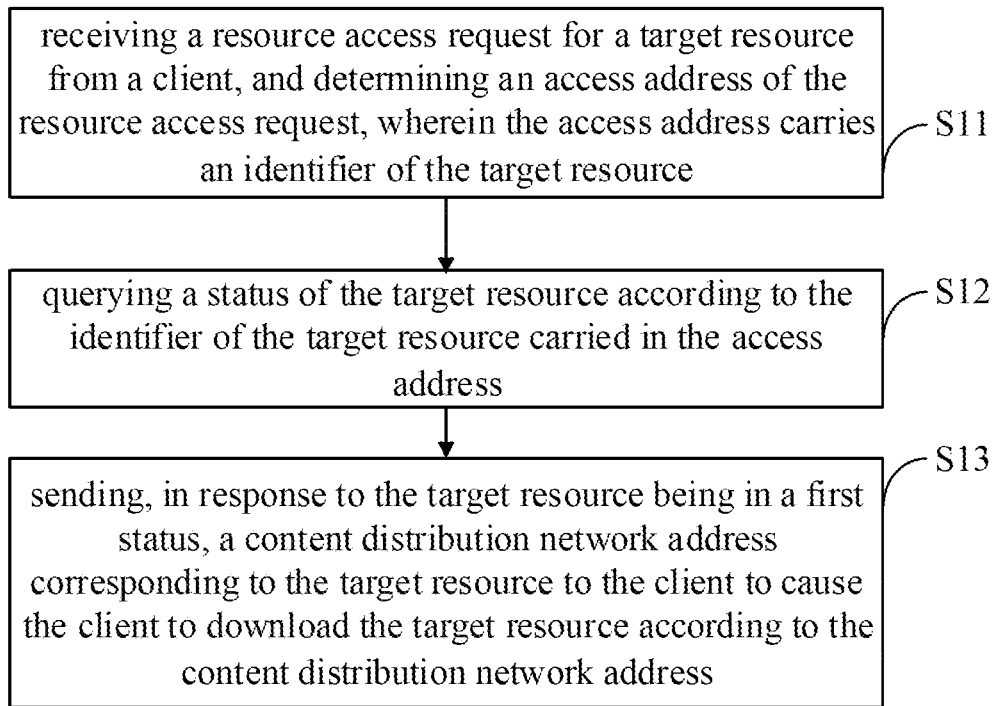 receiving a resource access request for a target resource
from a client, and determining an access address of the
resource access request, wherein the access address carries
an identifier of the target resource
S11
querying a status of the target resource according to the
identifier of the target resource carried in the access
address
S12
sending, in response to the target resource being in a first
status, a content distribution network address
corresponding to the target resource to the client to cause
the client to download the target resource according to the
content distribution network address
S13